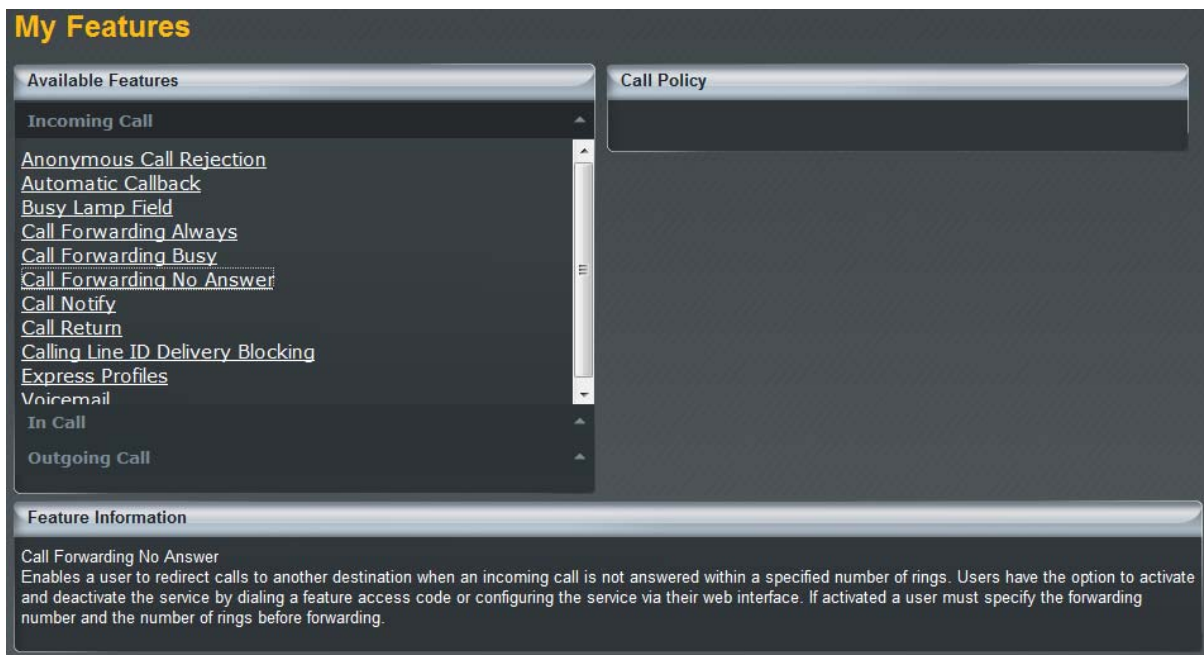 My Features
Available Features
Incoming Call
Anonymous Call Rejection
Automatic Callback
Busy Lamp Field
Call Forwarding Always
Call Forwarding Busy
Call Forwarding No Answer
Call Notify
Call Return
Calling Line ID Delivery Blocking
Express Profiles
Voicemail
In Call
Outgoing Call
Call Policy
Feature Information
Call Forwarding No Answer
Enables a user to redirect calls to another destination when an incoming call is not answered within a specified number of rings. Users have the option to activate
and deactivate the service by dialing a feature access code or configuring the service via their web interface. If activated a user must specify the forwarding
number and the number of rings before forwarding.